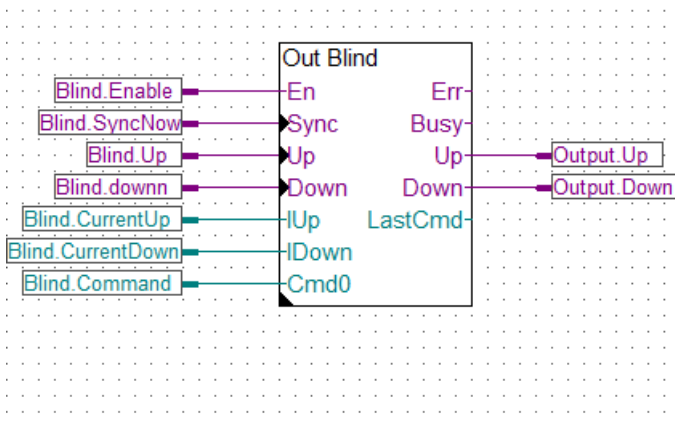 Out Blind
Blind.Enable En Err
Blind.SyncNow Sync Busy
Blind.Up Up Up Output.Up
Blind.downn Down Down Output.Down
Blind.CurrentUp IUp LastCmd
Blind.CurrentDown IDown
Blind.Command Cmd0